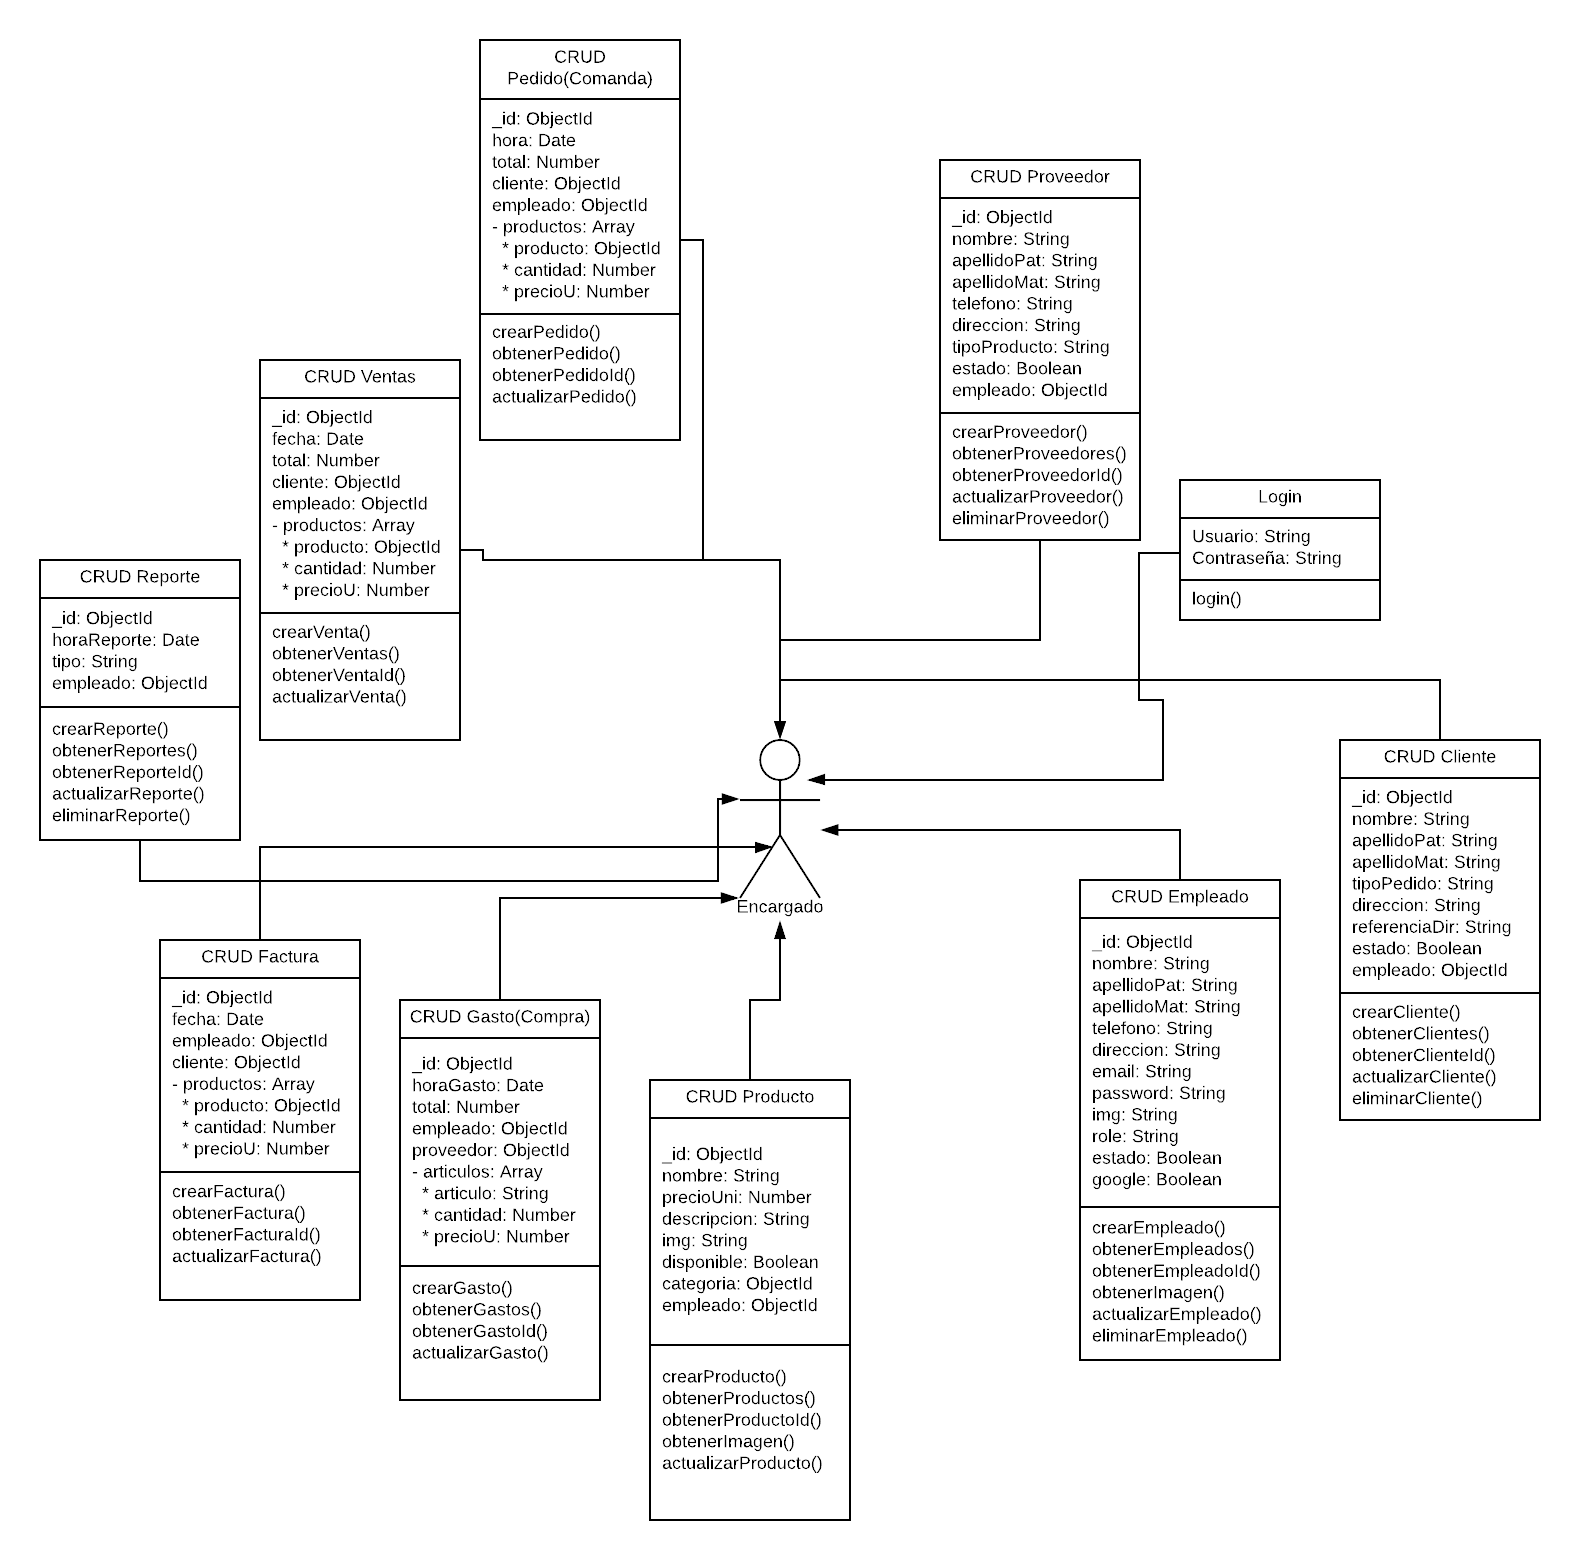 CRUD
Pedido(Comanda)
_id: ObjectId
hora: Date
total: Number
cliente: ObjectId
empleado: ObjectId
- productos: Array
* producto: ObjectId
* cantidad: Number
* precioU: Number
crearPedido()
obtenerPedido()
obtenerPedidoId()
actualizarPedido()
CRUD Proveedor
_id: ObjectId
nombre: String
apellidoPat: String
apellidoMat: String
telefono: String
direccion: String
tipoProducto: String
estado: Boolean
empleado: ObjectId
crearProveedor()
obtenerProveedores()
obtenerProveedorId()
actualizarProveedor()
eliminarProveedor()
CRUD Ventas
_id: ObjectId
fecha: Date
total: Number
cliente: ObjectId
empleado: ObjectId
- productos: Array
* producto: ObjectId
* cantidad: Number
* precioU: Number
crearVenta()
obtenerVentas()
obtenerVentaId()
actualizarVenta()
Login
Usuario: String
Contraseña: String
login()
CRUD Reporte
_id: ObjectId
horaReporte: Date
tipo: String
empleado: ObjectId
crearReporte()
obtenerReportes()
obtenerReporteId()
actualizarReporte()
eliminarReporte()
CRUD Cliente
_id: ObjectId
nombre: String
apellidoPat: String
apellidoMat: String
tipoPedido: String
direccion: String
referenciaDir: String
estado: Boolean
empleado: ObjectId
crearCliente()
obtenerClientes()
obtenerClienteId()
actualizarCliente()
eliminarCliente()
Encargado
CRUD Empleado
_id: ObjectId
nombre: String
apellidoPat: String
apellidoMat: String
telefono: String
direccion: String
email: String
password: String
img: String
role: String
estado: Boolean
google: Boolean
crearEmpleado()
obtenerEmpleados()
obtenerEmpleadoId()
obtenerImagen()
actualizarEmpleado()
eliminarEmpleado()
CRUD Factura
_id: ObjectId
fecha: Date
empleado: ObjectId
cliente: ObjectId
- productos: Array
* producto: ObjectId
* cantidad: Number
* precioU: Number
crearFactura()
obtenerFactura()
obtenerFacturaId()
actualizarFactura()
CRUD Gasto(Compra)
_id: ObjectId
horaGasto: Date
total: Number
empleado: ObjectId
proveedor: ObjectId
- articulos: Array
* articulo: String
* cantidad: Number
* precioU: Number
crearGasto()
obtenerGastos()
obtenerGastoId()
actualizarGasto()
CRUD Producto
_id: ObjectId
nombre: String
precioUni: Number
descripcion: String
img: String
disponible: Boolean
categoria: ObjectId
empleado: ObjectId
crearProducto()
obtenerProductos()
obtenerProductoId()
obtenerImagen()
actualizarProducto()